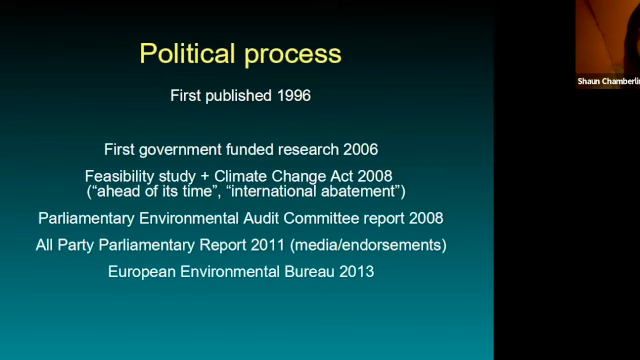 Political process
First published 1996
First government funded research 2006
Feasibility study + Climate Change Act 2008
(“ahead of its time”, “international abatement”)
Parliamentary Environmental Audit Committee report 2008
All Party Parliamentary Report 2011 (media/endorsements)
European Environmental Bureau 2013
Shaun Chamberlin